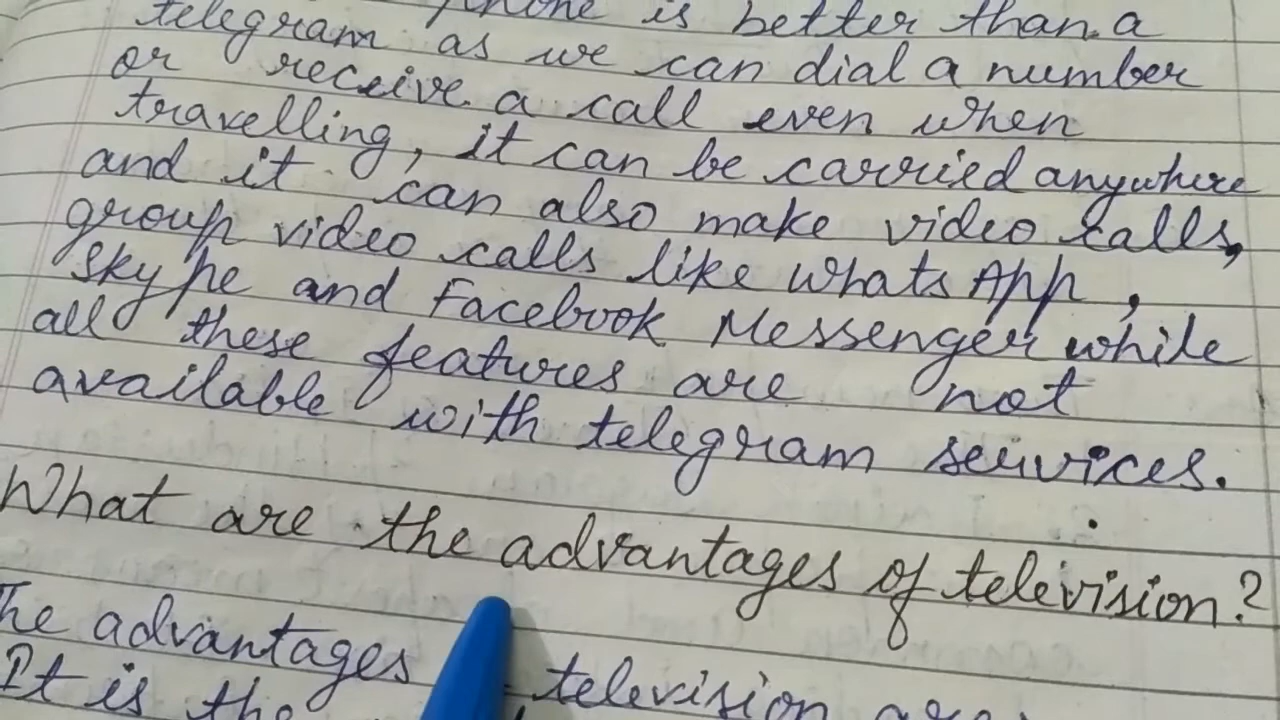 phone is better than a
telegram as we can dial a number
or receive a call even when
travelling, it can be carried anywhere
and it can also make video calls,
group video calls like WhatsApp,
Skype and Facebook Messenger while
all these features are not
available with telegram services.
What are the advantages of television?
The advantages television are
It is the